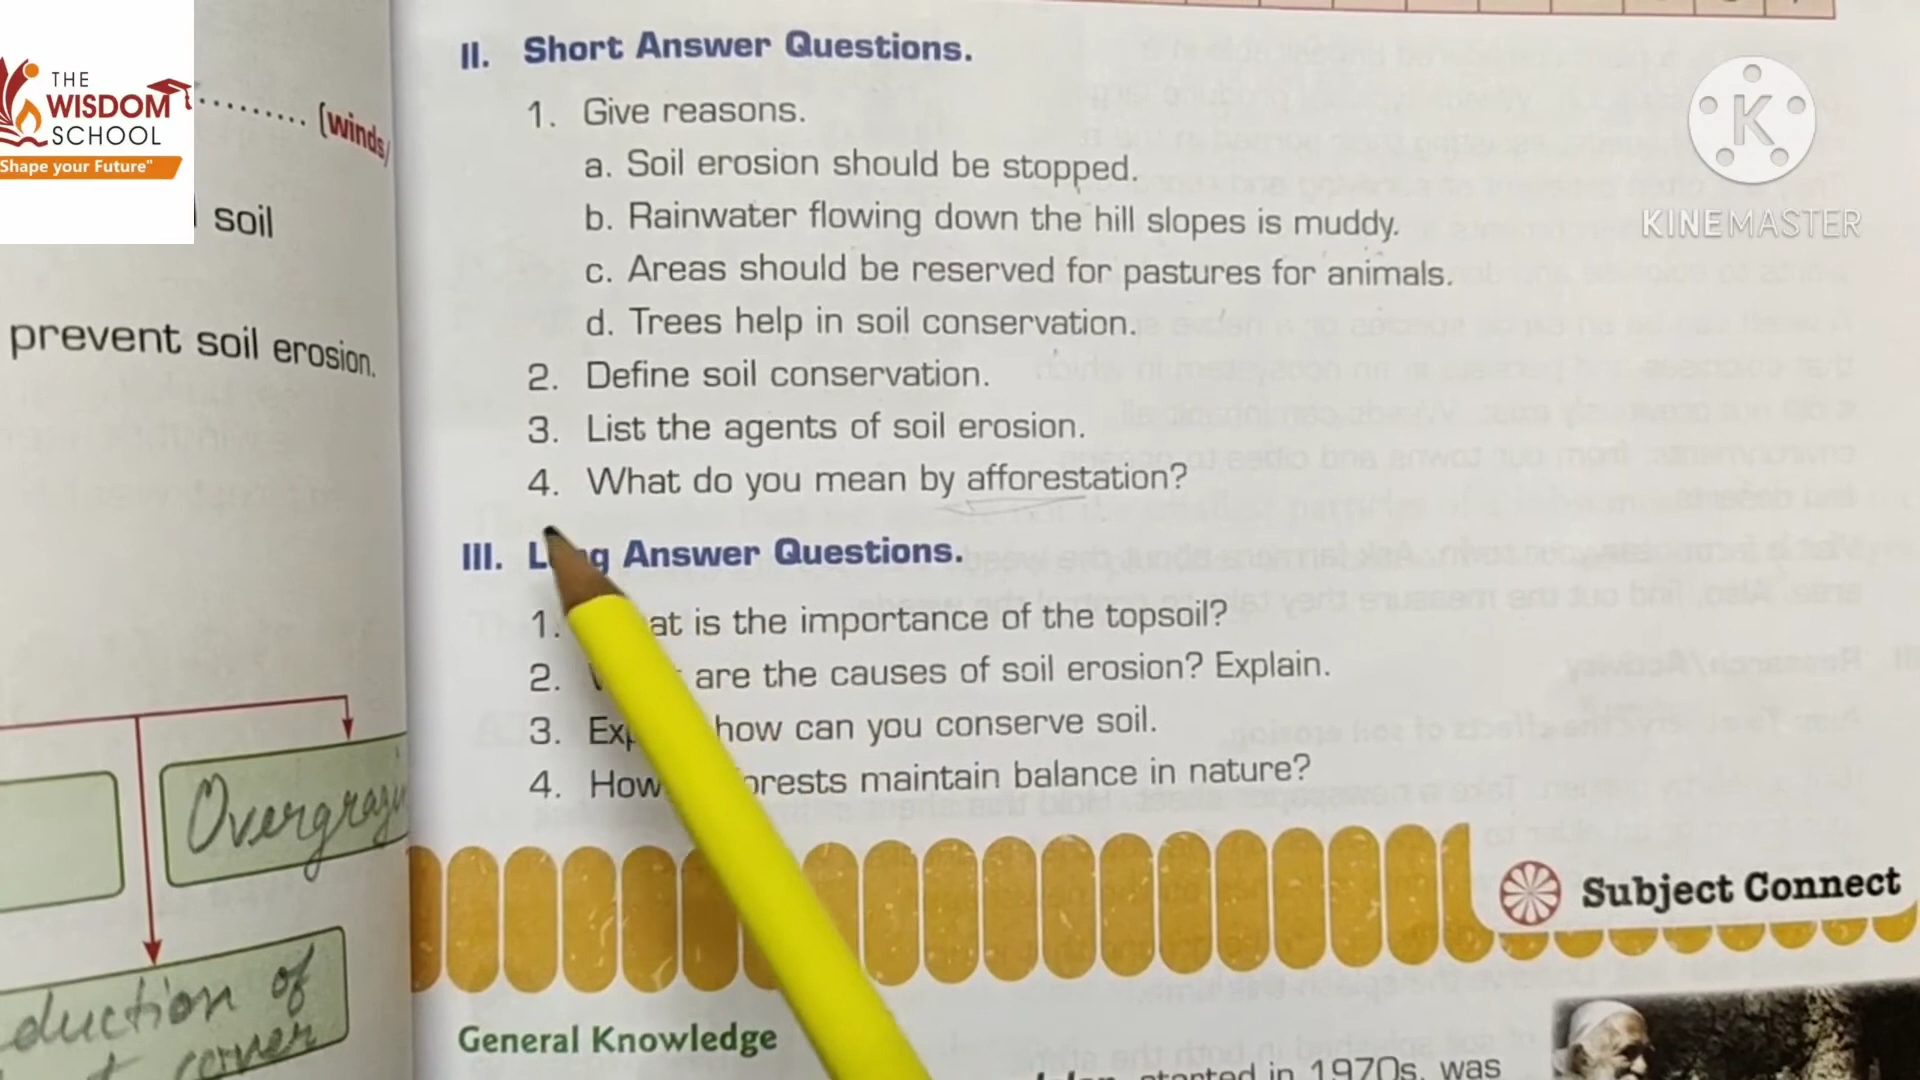 THE
WISDOM
SCHOOL
Shape your Future"
(winds/
soil
prevent soil erosion.
Overgrazi
duction of
cover
II. Short Answer Questions.
1. Give reasons.
a. Soil erosion should be stopped.
b. Rainwater flowing down the hill slopes is muddy.
c. Areas should be reserved for pastures for animals.
d. Trees help in soil conservation.
2. Define soil conservation.
3. List the agents of soil erosion.
4. What do you mean by afforestation?
III. Long Answer Questions.
1. at is the importance of the topsoil?
2. are the causes of soil erosion? Explain.
3. Exp how can you conserve soil.
4. How orests maintain balance in nature?
Subject Connect
General Knowledge
started in 1970s, was
K
KINEMASTER